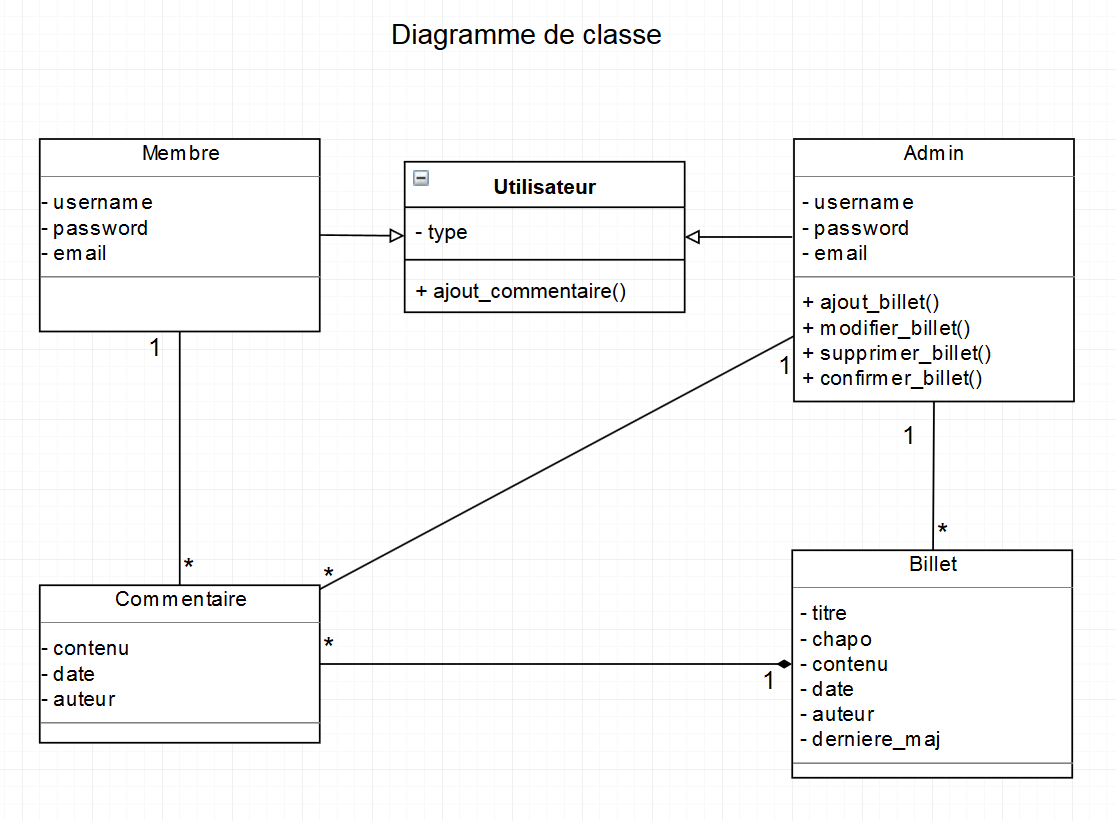 Diagramme de classe
Membre
- username
- password
- email
Utilisateur
- type
+ ajout_commentaire()
Admin
- username
- password
- email
+ ajout_billet()
+ modifier_billet()
+ supprimer_billet()
+ confirmer_billet()
1
1
1
*
*
*
Commentaire
- contenu
- date
- auteur
*
1
Billet
- titre
- chapo
- contenu
- date
- auteur
- derniere_maj